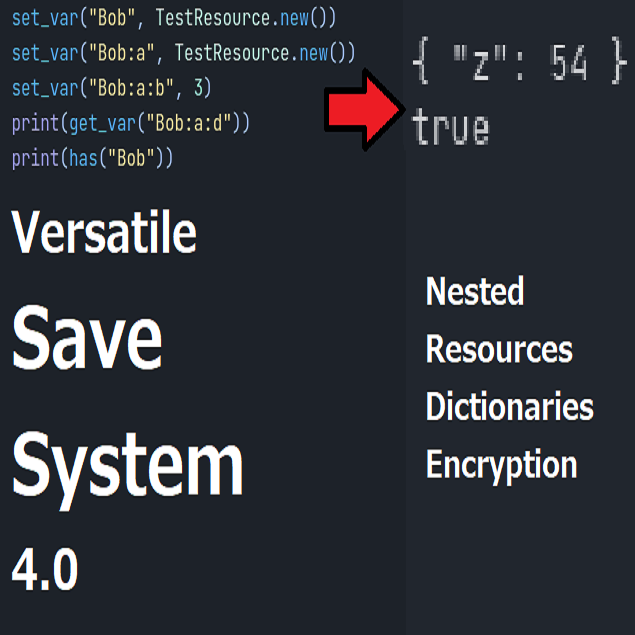 set_var("Bob", TestResource.new())
set_var("Bob:a", TestResource.new())
set_var("Bob:a:b", 3)
print(get_var("Bob:a:d"))
print(has("Bob"))
{ "z": 54 }
true
Versatile
Save
System
4.0
Nested
Resources
Dictionaries
Encryption